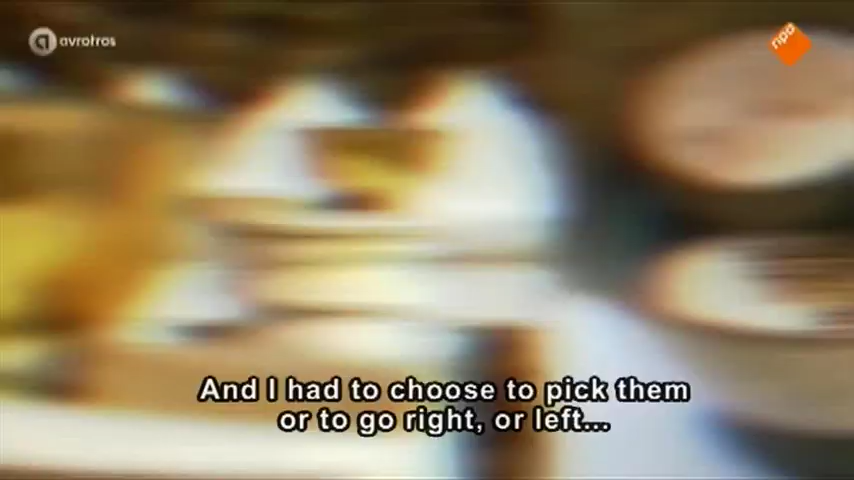 avrotros
npo
And I had to choose to pick them
or to go right, or left...